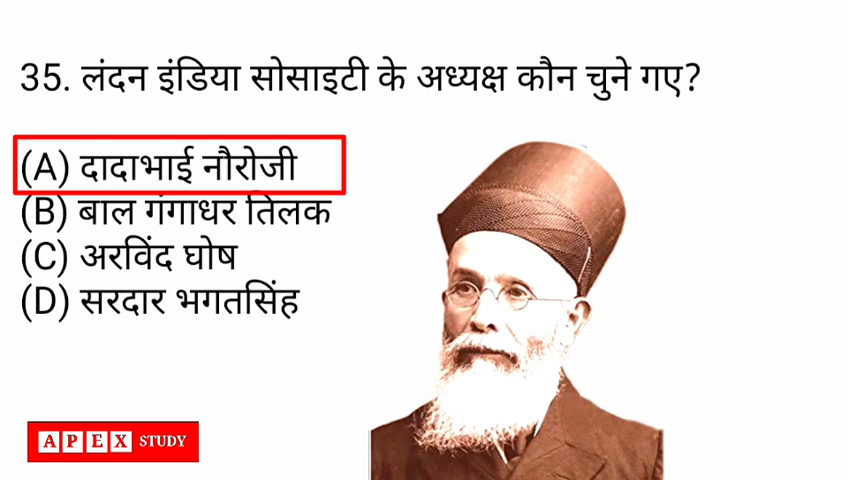 35. लंदन इंडिया सोसाइटी के अध्यक्ष कौन चुने गए?
(A) दादाभाई नौरोजी
(B) बाल गंगाधर तिलक
(C) अरविंद घोष
(D) सरदार भगतसिंह
APEX STUDY